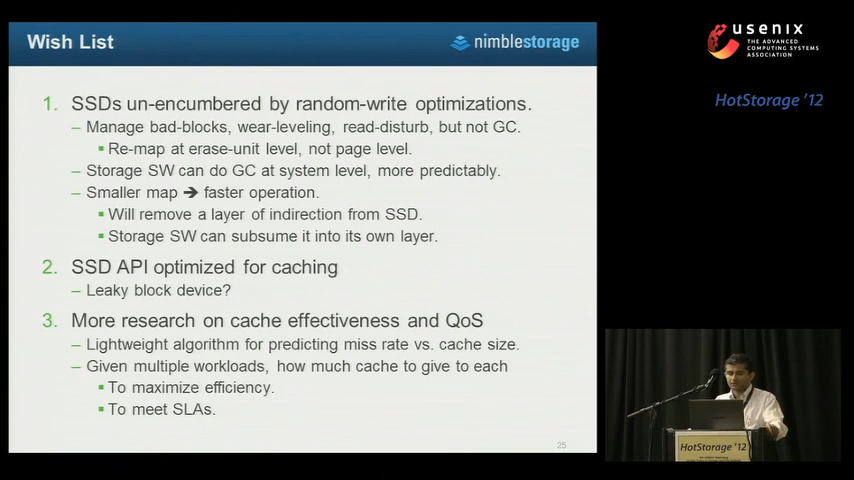 Wish List
nimblestorage
1. SSDs un-encumbered by random-write optimizations.
– Manage bad-blocks, wear-leveling, read-disturb, but not GC.
▪ Re-map at erase-unit level, not page level.
– Storage SW can do GC at system level, more predictably.
– Smaller map ➔ faster operation.
▪ Will remove a layer of indirection from SSD.
▪ Storage SW can subsume it into its own layer.
2. SSD API optimized for caching
– Leaky block device?
3. More research on cache effectiveness and QoS
– Lightweight algorithm for predicting miss rate vs. cache size.
– Given multiple workloads, how much cache to give to each
▪ To maximize efficiency.
▪ To meet SLAs.
25
usenix
THE ADVANCED
COMPUTING SYSTEMS
ASSOCIATION
HotStorage '12
HotStorage '12